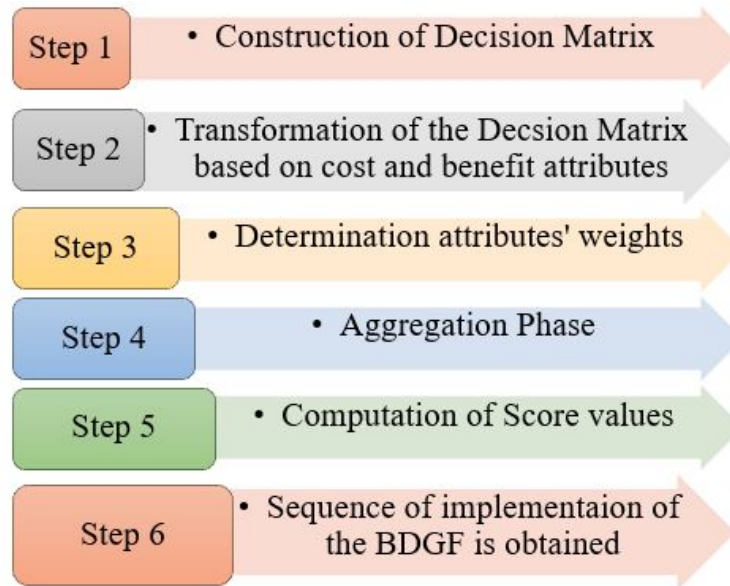 Step 1
• Construction of Decision Matrix
Step 2
• Transformation of the Decsion Matrix
based on cost and benefit attributes
Step 3
• Determination attributes' weights
Step 4
• Aggregation Phase
Step 5
• Computation of Score values
Step 6
• Sequence of implementaion of
the BDGF is obtained